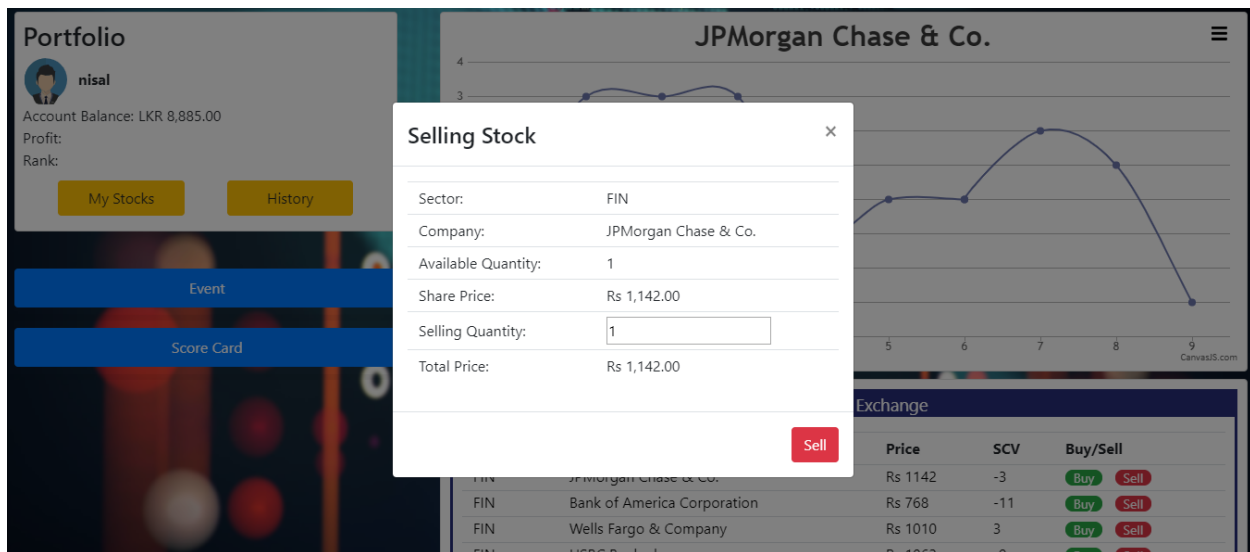 Portfolio
nisal
Account Balance: LKR 8,885.00
Profit:
Rank:
My Stocks History
Event
Score Card
JPMorgan Chase & Co.
4
3
5 6 7 8 9
CanvasJS.com
Selling Stock ×
Sector: FIN
Company: JPMorgan Chase & Co.
Available Quantity: 1
Share Price: Rs 1,142.00
Selling Quantity: 1
Total Price: Rs 1,142.00
Sell
Exchange
Price SCV Buy/Sell
FIN JPMorgan Chase & Co. Rs 1142 -3 Buy Sell
FIN Bank of America Corporation Rs 768 -11 Buy Sell
FIN Wells Fargo & Company Rs 1010 3 Buy Sell
FIN